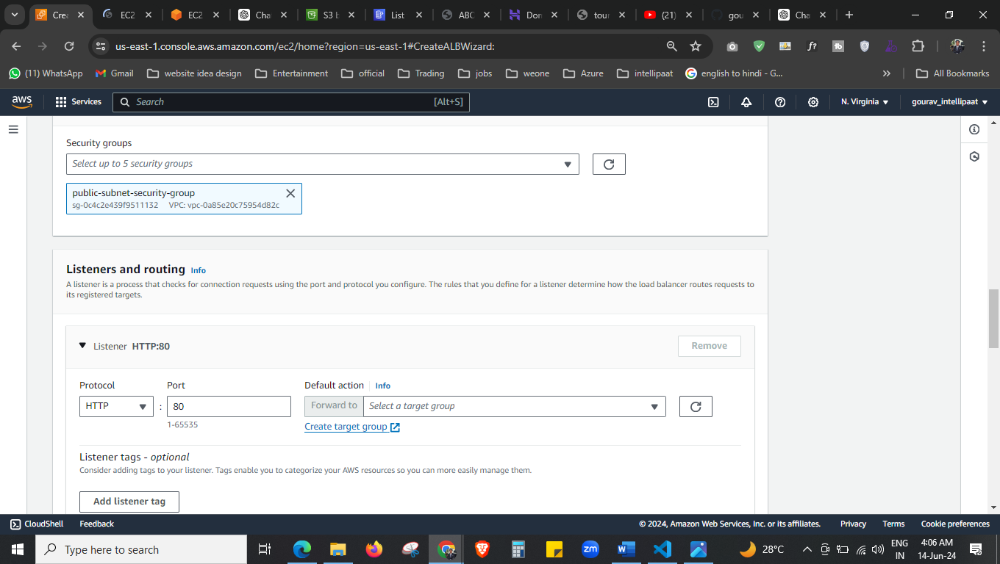 Crea
EC2
EC2
Cha
S3 b
List
ABC
Don
tour
(21)
gou
Cha
us-east-1.console.aws.amazon.com/ec2/home?region=us-east-1#CreateALBWizard:
(11) WhatsApp
Gmail
website idea design
Entertainment
official
Trading
jobs
weone
Azure
intellipaat
english to hindi - G...
All Bookmarks
aws
Services
Search
[Alt+S]
N. Virginia
gourav_intellipaat
Security groups
Select up to 5 security groups
public-subnet-security-group
sg-0c4c2e439f9511132 VPC: vpc-0a85e20c75954d82c
Listeners and routing Info
A listener is a process that checks for connection requests using the port and protocol you configure. The rules that you define for a listener determine how the load balancer routes requests to
its registered targets.
Listener HTTP:80
Remove
Protocol
Port
Default action Info
HTTP
:
80
Forward to
Select a target group
1-65535
Create target group
Listener tags - optional
Consider adding tags to your listener. Tags enable you to categorize your AWS resources so you can more easily manage them.
Add listener tag
CloudShell
Feedback
© 2024, Amazon Web Services, Inc. or its affiliates.
Privacy
Terms
Cookie preferences
Type here to search
28°C
ENG
IN
4:06 AM
14-Jun-24